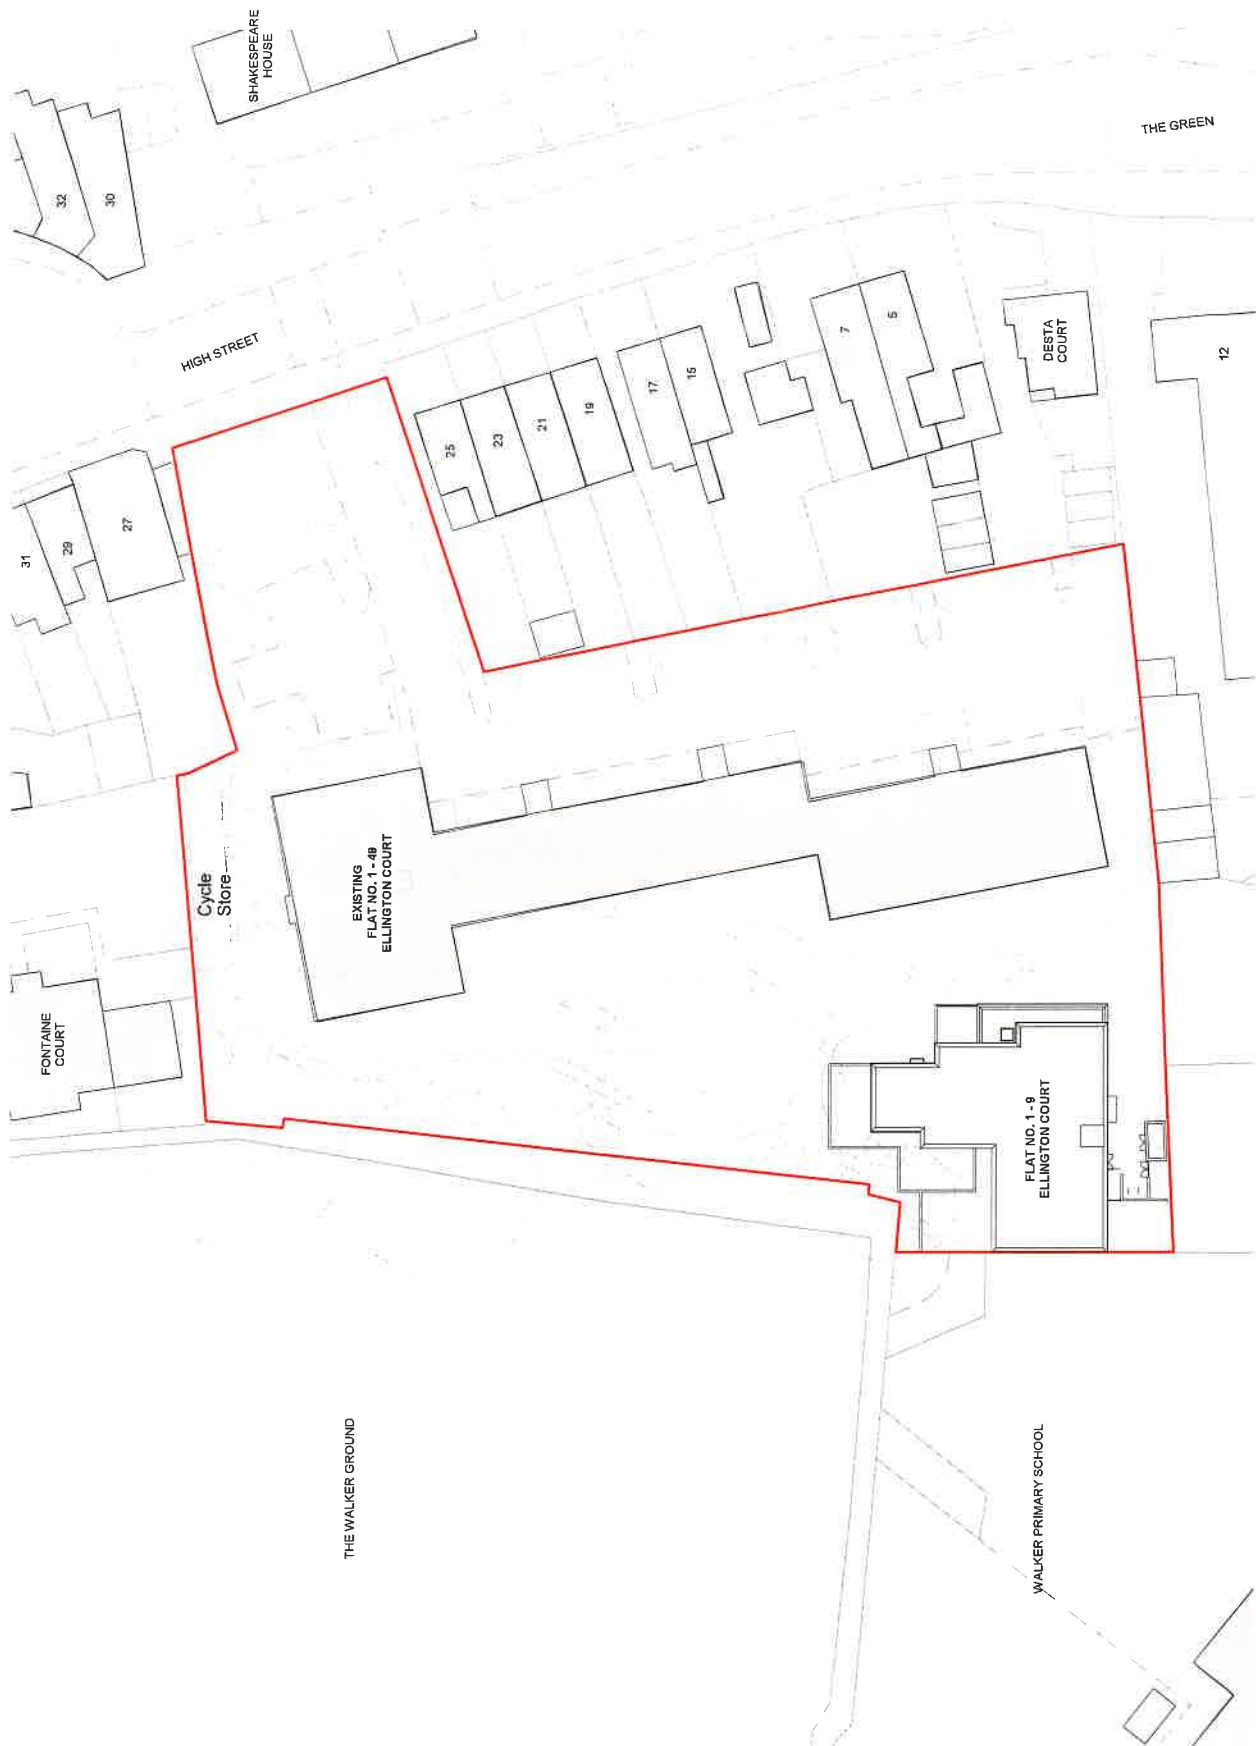 SHAKESPEARE
HOUSE
THE GREEN
32
30
HIGH STREET
7
5
DESTA
COURT
12
17
15
25
23
21
19
31
29
27
Cycle
Store
EXISTING
FLAT NO. 1 - 49
ELLINGTON COURT
FONTAINE
COURT
FLAT NO. 1 - 9
ELLINGTON COURT
THE WALKER GROUND
WALKER PRIMARY SCHOOL